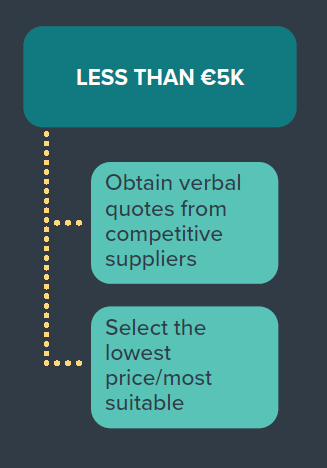 LESS THAN €5K
Obtain verbal
quotes from
competitive
suppliers
Select the
lowest
price/most
suitable